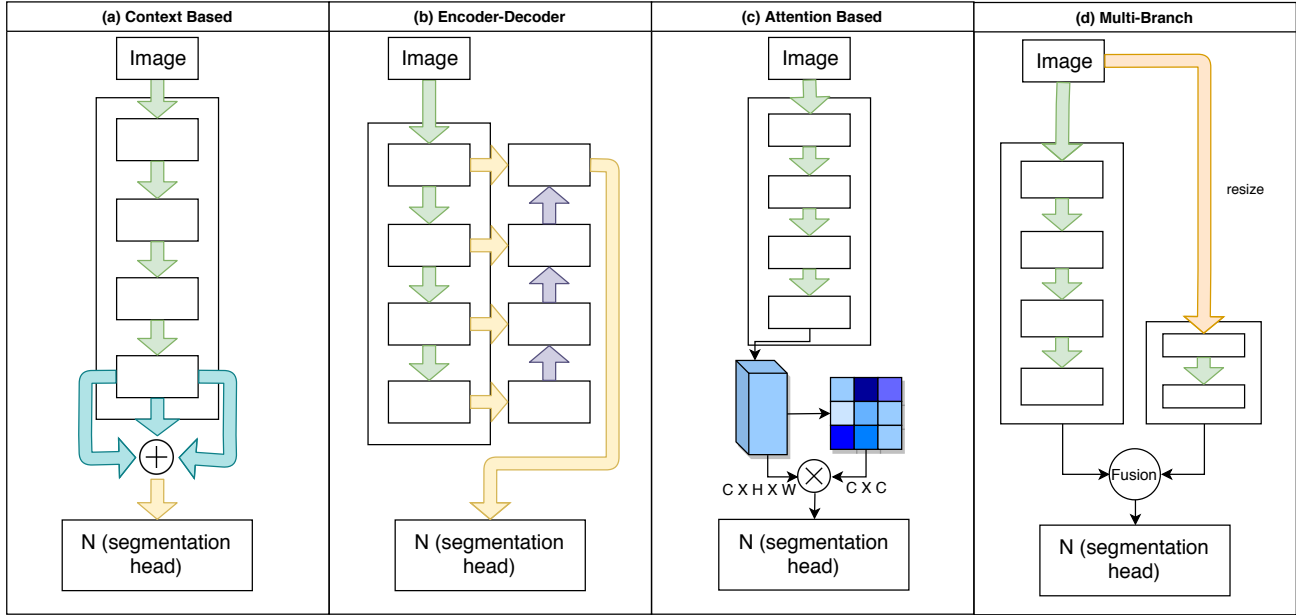 (a) Context Based
Image
N (segmentation
head)
(b) Encoder-Decoder
Image
N (segmentation
head)
(c) Attention Based
Image
C X H X W
C X C
N (segmentation
head)
(d) Multi-Branch
Image
resize
Fusion
N (segmentation
head)